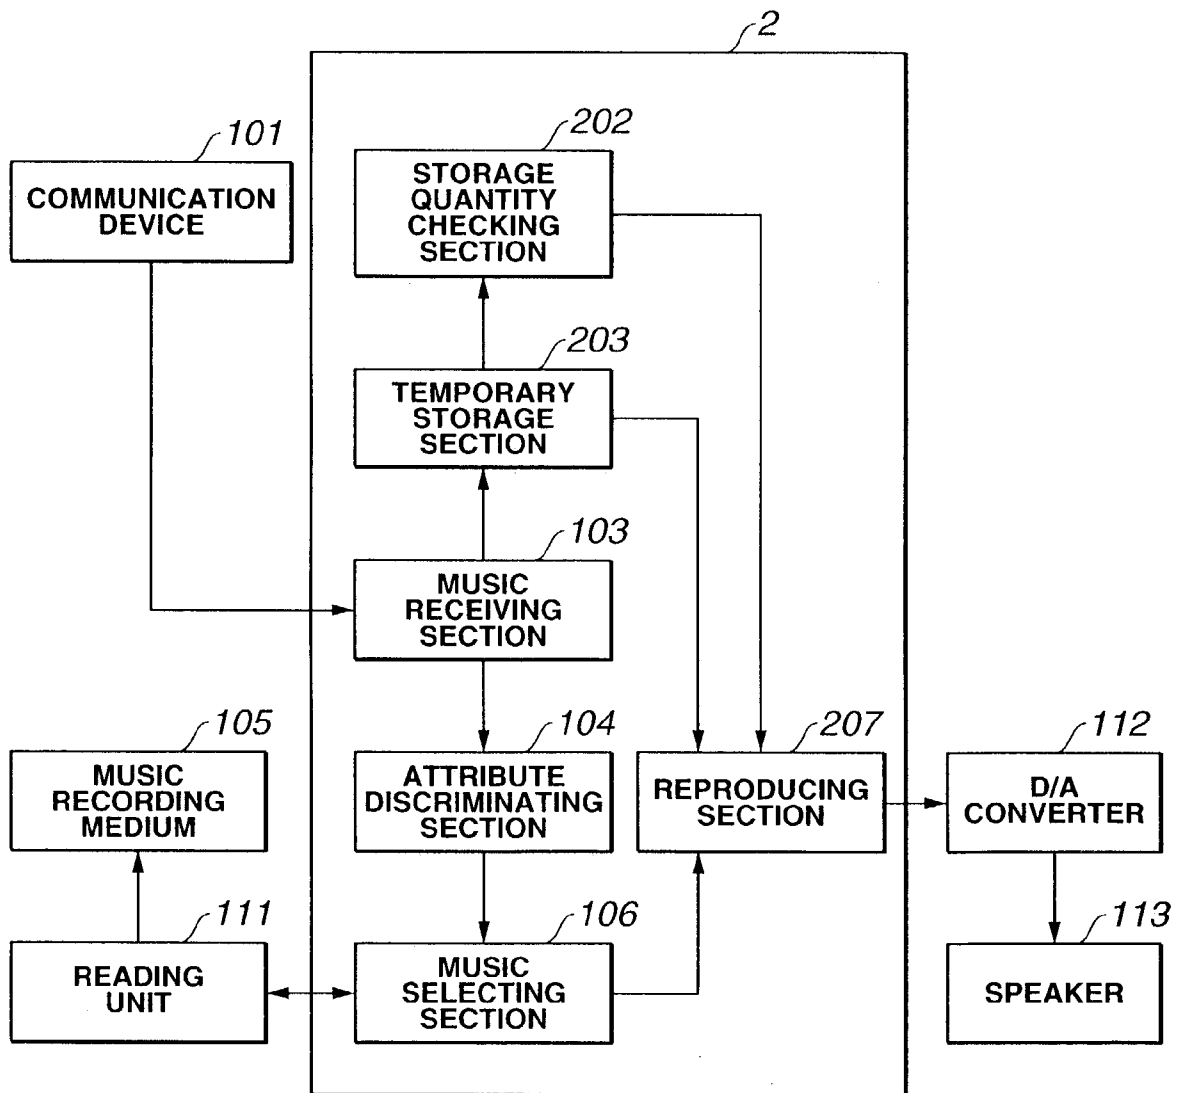 2
101
COMMUNICATION
DEVICE
202
STORAGE
QUANTITY
CHECKING
SECTION
203
TEMPORARY
STORAGE
SECTION
103
MUSIC
RECEIVING
SECTION
105
MUSIC
RECORDING
MEDIUM
104
ATTRIBUTE
DISCRIMINATING
SECTION
207
REPRODUCING
SECTION
112
D/A
CONVERTER
111
READING
UNIT
106
MUSIC
SELECTING
SECTION
113
SPEAKER